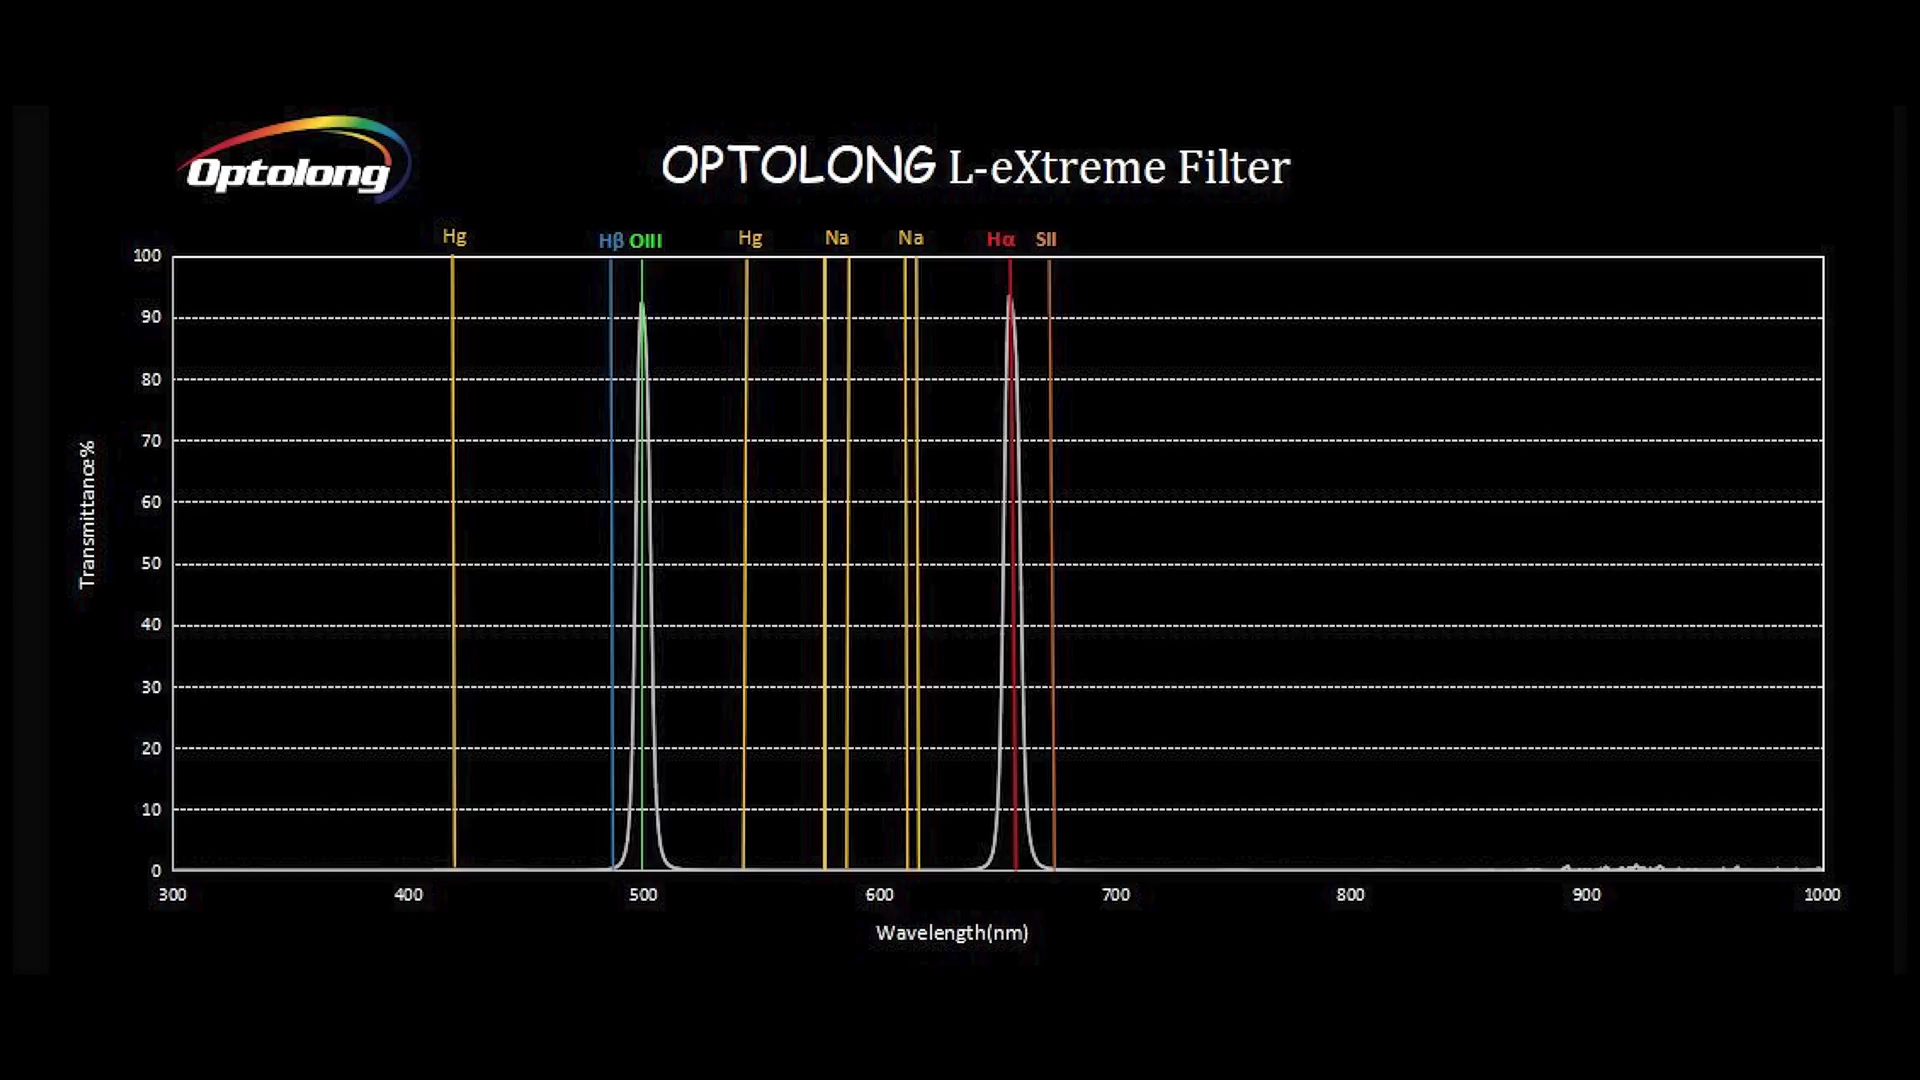 Optolong
OPTOLONG L-eXtreme Filter
Hg Hβ OIII Hg Na Na Hα SII
100
90
80
70
60
50
40
30
20
10
0
Transmittance%
300 400 500 600 700 800 900 1000
Wavelength(nm)